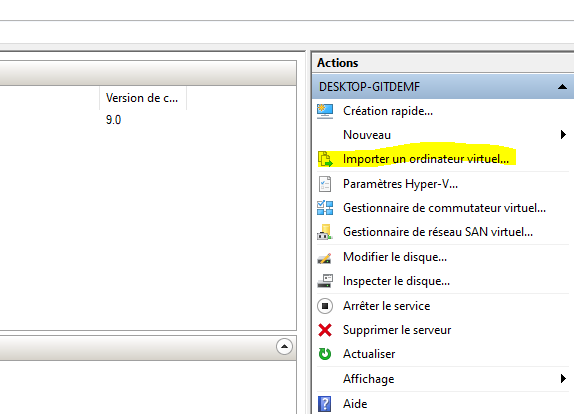 Actions
DESKTOP-GITDEMF
Version de c...
9.0
Création rapide...
Nouveau
Importer un ordinateur virtuel...
Paramètres Hyper-V...
Gestionnaire de commutateur virtuel...
Gestionnaire de réseau SAN virtuel...
Modifier le disque...
Inspecter le disque...
Arrêter le service
Supprimer le serveur
Actualiser
Affichage
Aide